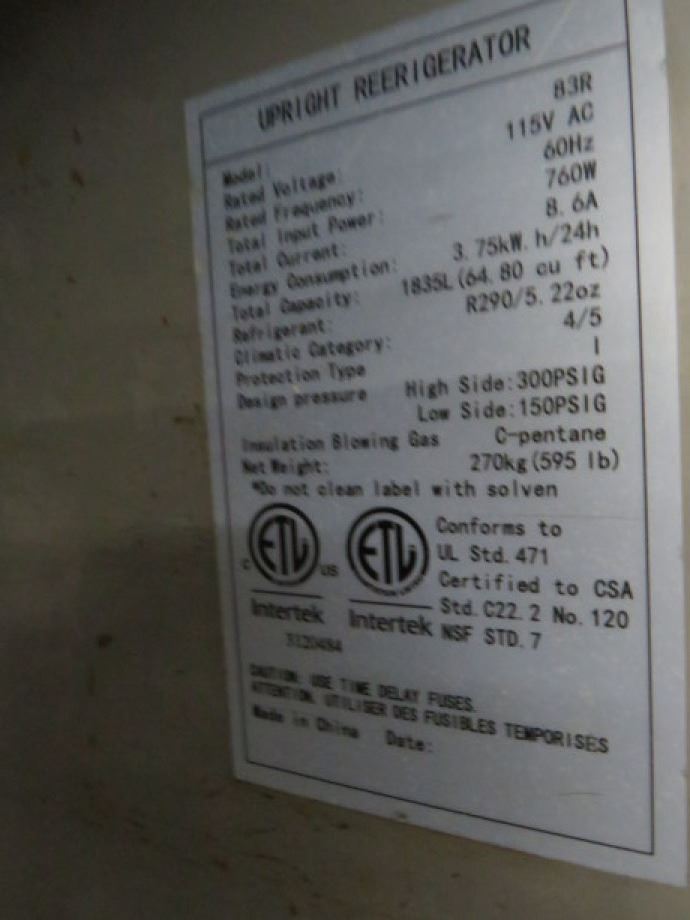 UPRIGHT REERIGERATOR
Model: 83R
Rated Voltage: 115V AC
Rated Frequency: 60Hz
Total Input Power: 760W
Total Current: 8.6A
Energy Consumption: 3.75kW.h/24h
Total Capacity: 1835L(64.80 cu ft)
Refrigerant: R290/5.22oz
Climatic Category: 4/5
Protection Type I
Design pressure High Side:300PSIG
Low Side:150PSIG
Insulation Blowing Gas C-pentane
Net Weight: 270kg(595 lb)
*Do not clean label with solven
C ETL US ETL
Intertek Intertek
3120484
Conforms to
UL Std.471
Certified to CSA
Std.C22.2 No.120
NSF STD.7
CAUTION: USE TIME DELAY FUSES.
ATTENTION, UTILISER DES FUSIBLES TEMPORISÉS
Made in China Date: